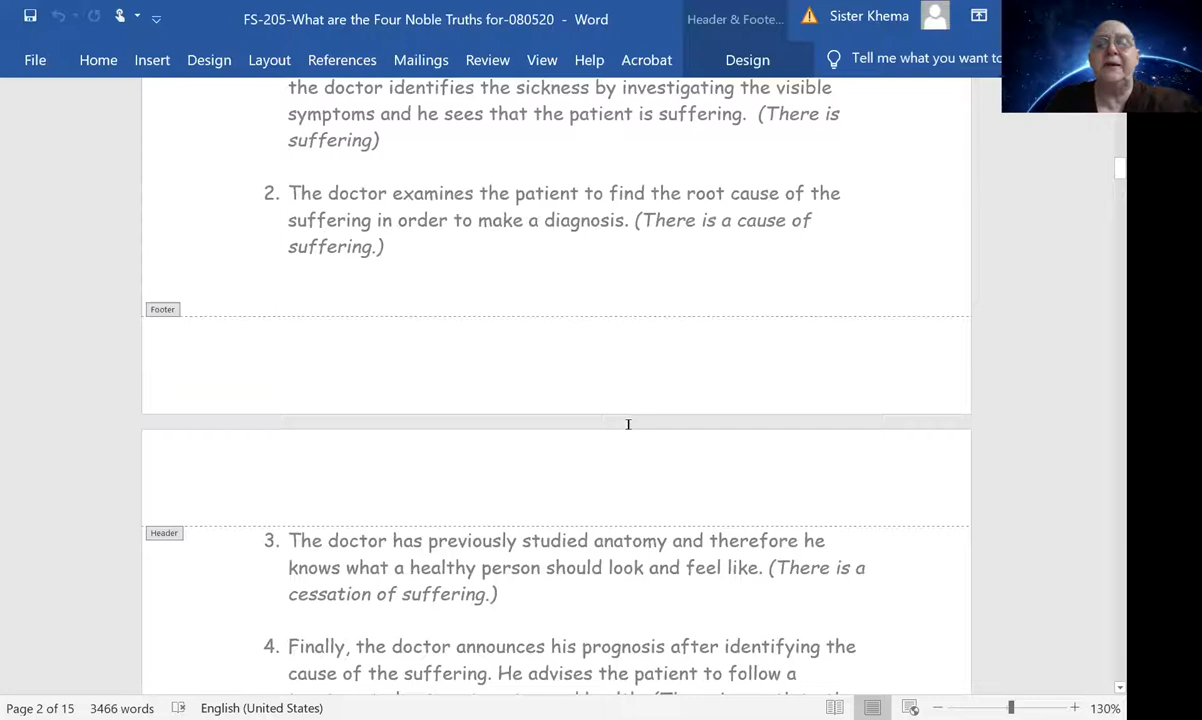 FS-205-What are the Four Noble Truths for-080520 - Word
Header & Foote...
Sister Khema
File Home Insert Design Layout References Mailings Review View Help Acrobat Design Tell me what you want to
the doctor identifies the sickness by investigating the visible
symptoms and he sees that the patient is suffering. (There is
suffering)
2. The doctor examines the patient to find the root cause of the
suffering in order to make a diagnosis. (There is a cause of
suffering.)
Footer
Header
3. The doctor has previously studied anatomy and therefore he
knows what a healthy person should look and feel like. (There is a
cessation of suffering.)
4. Finally, the doctor announces his prognosis after identifying the
cause of the suffering. He advises the patient to follow a
Page 2 of 15 3466 words English (United States) 130%